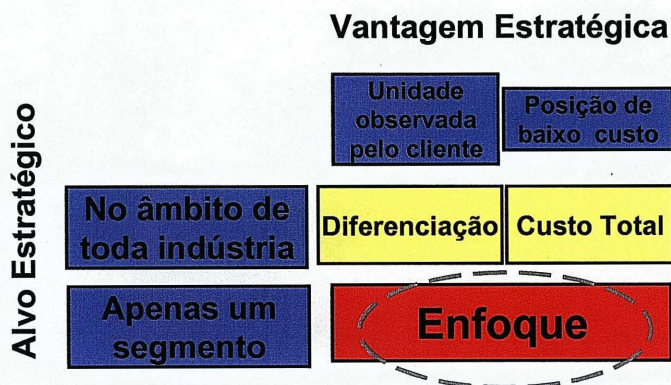 Vantagem Estratégica
Unidade
observada
pelo cliente
Posição de
baixo custo
Alvo Estratégico
No âmbito de
toda indústria
Diferenciação
Custo Total
Apenas um
segmento
Enfoque